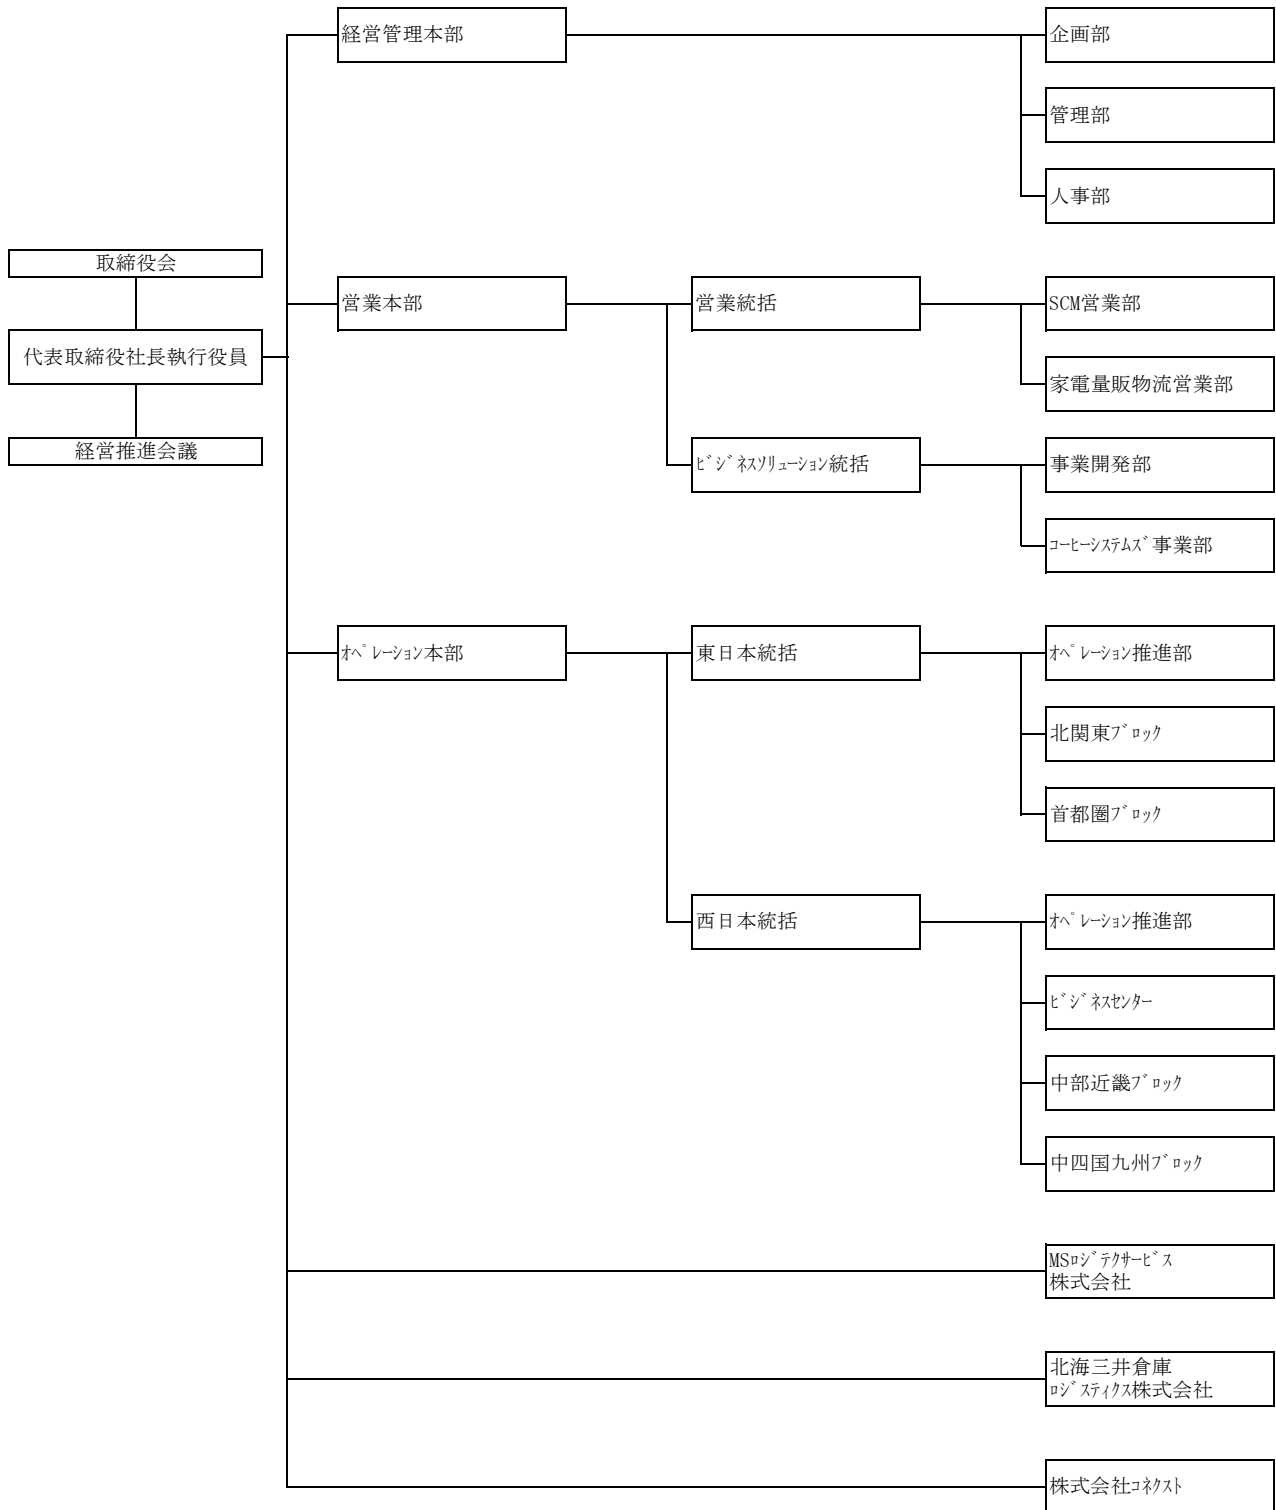 経営管理本部
企画部
管理部
人事部
取締役会
代表取締役社長執行役員
経営推進会議
営業本部
営業統括
SCM営業部
家電量販物流営業部
ﾋﾞｼﾞﾈｽｿﾘｭｰｼｮﾝ統括
事業開発部
ｺｰﾋｰｼｽﾃﾑｽﾞ事業部
ｵﾍﾟﾚｰｼｮﾝ本部
東日本統括
ｵﾍﾟﾚｰｼｮﾝ推進部
北関東ﾌﾞﾛｯｸ
首都圏ﾌﾞﾛｯｸ
西日本統括
ｵﾍﾟﾚｰｼｮﾝ推進部
ﾋﾞｼﾞﾈｽｾﾝﾀｰ
中部近畿ﾌﾞﾛｯｸ
中四国九州ﾌﾞﾛｯｸ
MSﾛｼﾞﾃｸｻｰﾋﾞｽ
株式会社
北海三井倉庫
ﾛｼﾞｽﾃｨｸｽ株式会社
株式会社ｺﾈｸｽﾄ